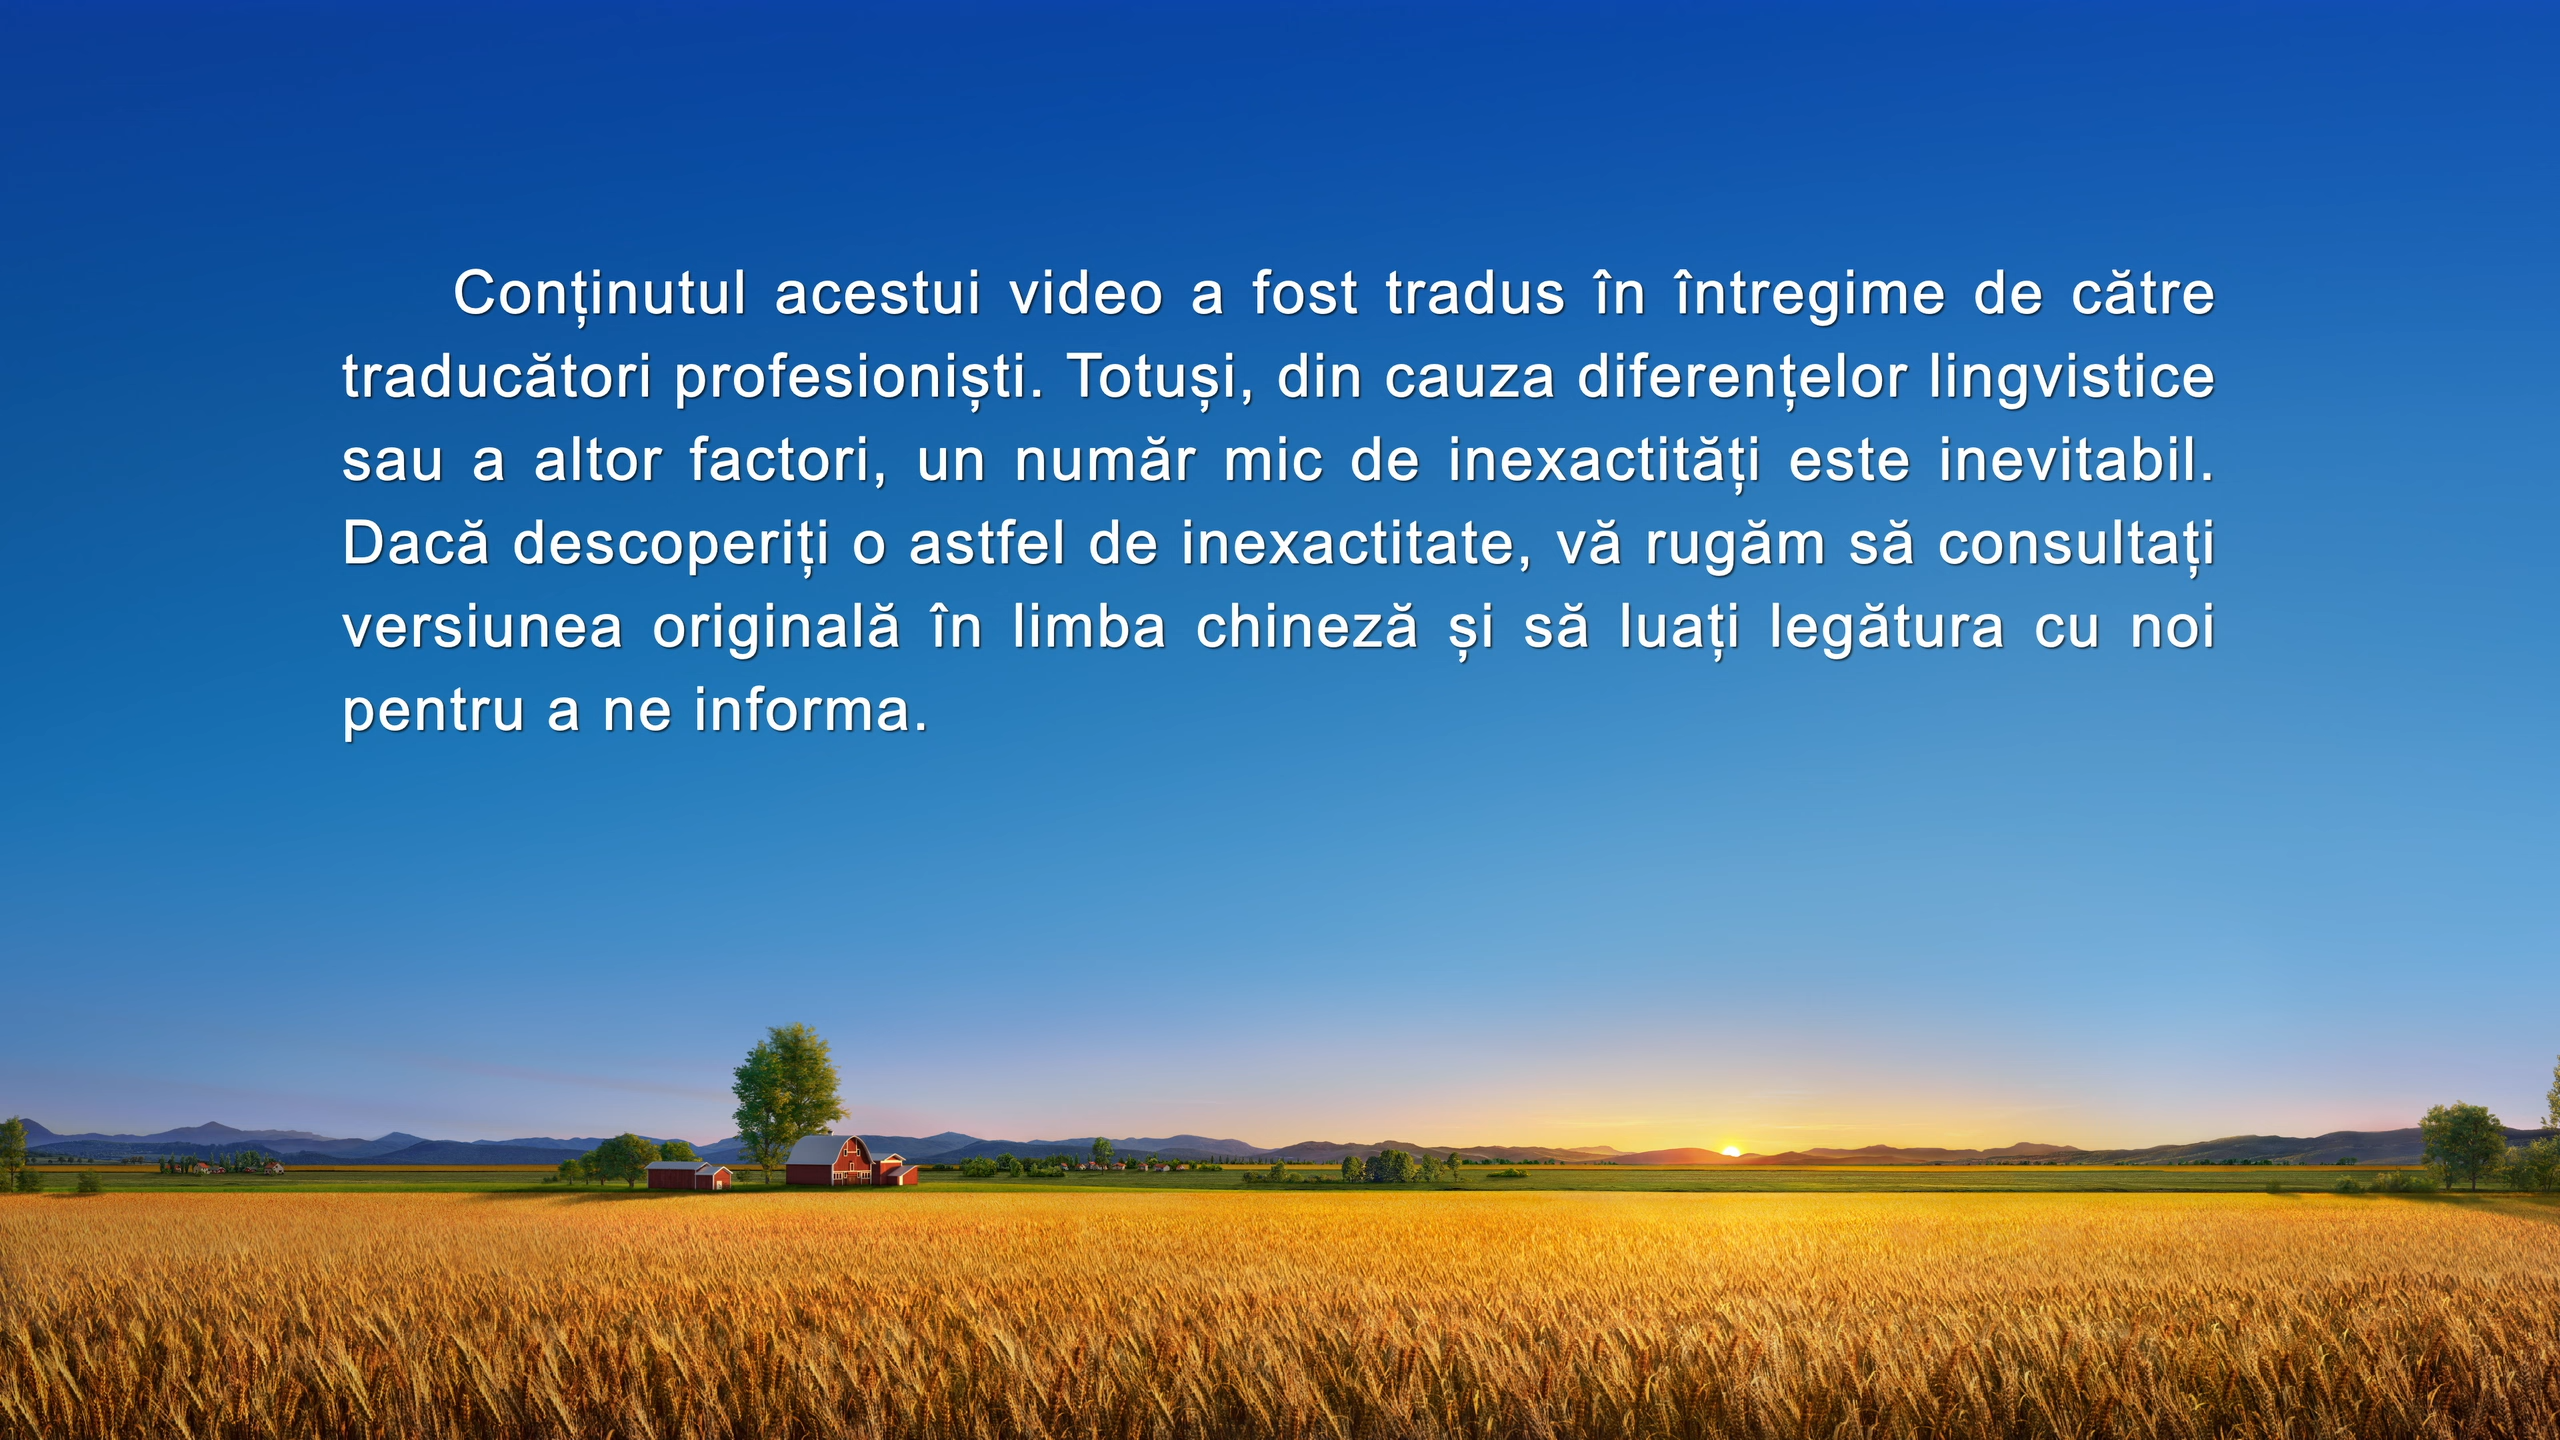 Conținutul acestui video a fost tradus în întregime de către
traducători profesioniști. Totuși, din cauza diferențelor lingvistice
sau a altor factori, un număr mic de inexactități este inevitabil.
Dacă descoperiți o astfel de inexactitate, vă rugăm să consultați
versiunea originală în limba chineză și să luați legătura cu noi
pentru a ne informa.